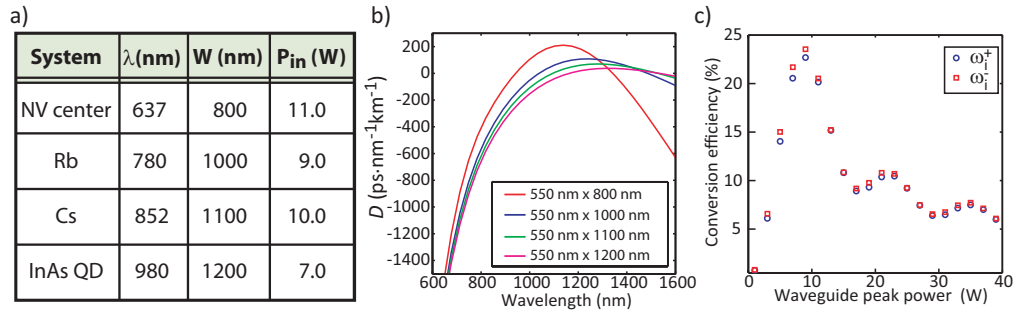 a)
System λ(nm) W (nm) P_in (W)
NV center 637 800 11.0
Rb 780 1000 9.0
Cs 852 1100 10.0
InAs QD 980 1200 7.0
b)
D (ps·nm⁻¹km⁻¹)
200
0
-200
-400
-600
-800
-1000
-1200
-1400
550 nm x 800 nm
550 nm x 1000 nm
550 nm x 1100 nm
550 nm x 1200 nm
600 800 1000 1200 1400 1600
Wavelength (nm)
c)
Conversion efficiency (%)
25
20
15
10
5
ω_i^+
ω_i^-
0 10 20 30 40
Waveguide peak power (W)